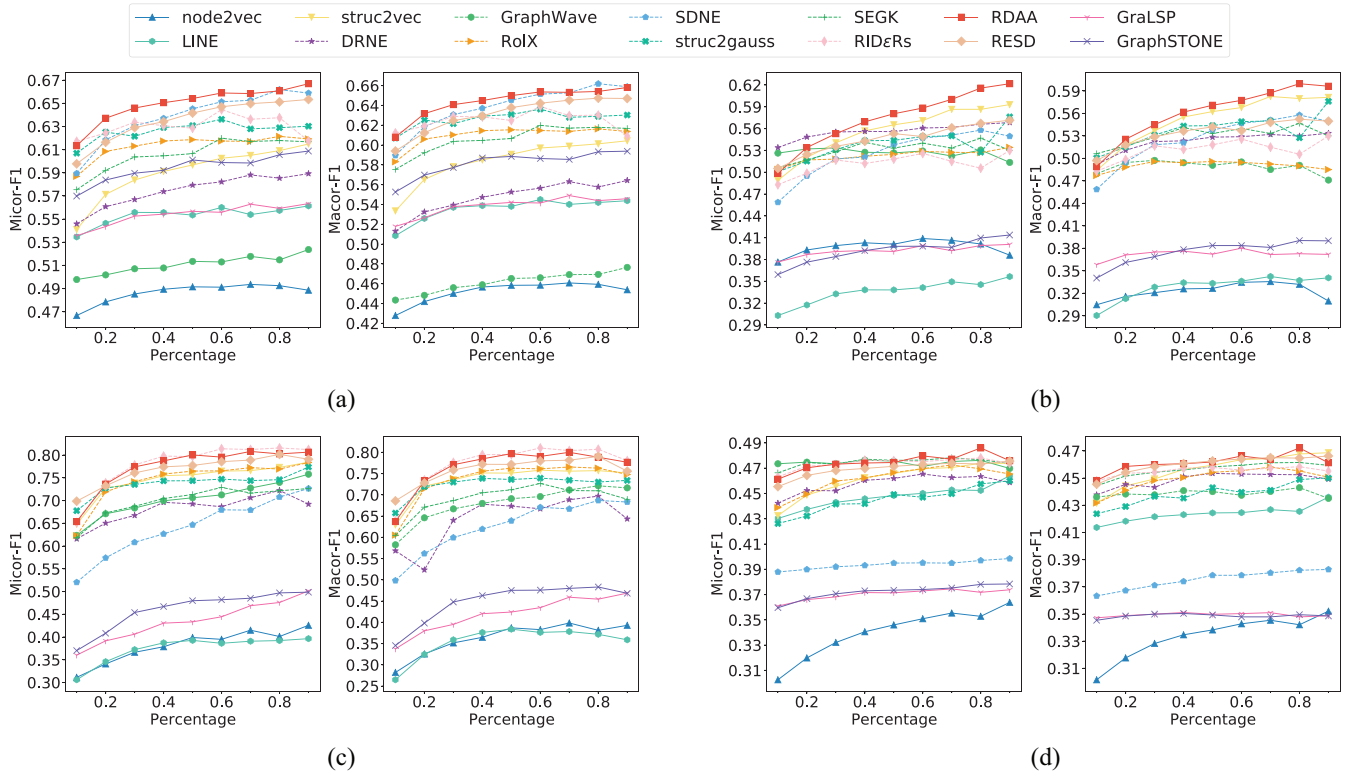 node2vec struc2vec GraphWave SDNE SEGK RDAA GraLSP
LINE DRNE RolX struc2gauss RIDεRs RESD GraphSTONE
0.67
0.65
0.63
0.61
0.59
0.57
0.55
0.53
0.51
0.49
0.47
Micor-F1
0.2 0.4 0.6 0.8
Percentage
0.66
0.64
0.62
0.60
0.58
0.56
0.54
0.52
0.50
0.48
0.46
0.44
0.42
Macor-F1
0.2 0.4 0.6 0.8
Percentage
(a)
0.62
0.59
0.56
0.53
0.50
0.47
0.44
0.41
0.38
0.35
0.32
0.29
Micor-F1
0.2 0.4 0.6 0.8
Percentage
0.59
0.56
0.53
0.50
0.47
0.44
0.41
0.38
0.35
0.32
0.29
Macor-F1
0.2 0.4 0.6 0.8
Percentage
(b)
0.80
0.75
0.70
0.65
0.60
0.55
0.50
0.45
0.40
0.35
0.30
Micor-F1
0.2 0.4 0.6 0.8
Percentage
0.80
0.75
0.70
0.65
0.60
0.55
0.50
0.45
0.40
0.35
0.30
0.25
Macor-F1
0.2 0.4 0.6 0.8
Percentage
(c)
0.49
0.47
0.45
0.43
0.41
0.39
0.37
0.35
0.33
0.31
Micor-F1
0.2 0.4 0.6 0.8
Percentage
0.47
0.45
0.43
0.41
0.39
0.37
0.35
0.33
0.31
Macor-F1
0.2 0.4 0.6 0.8
Percentage
(d)